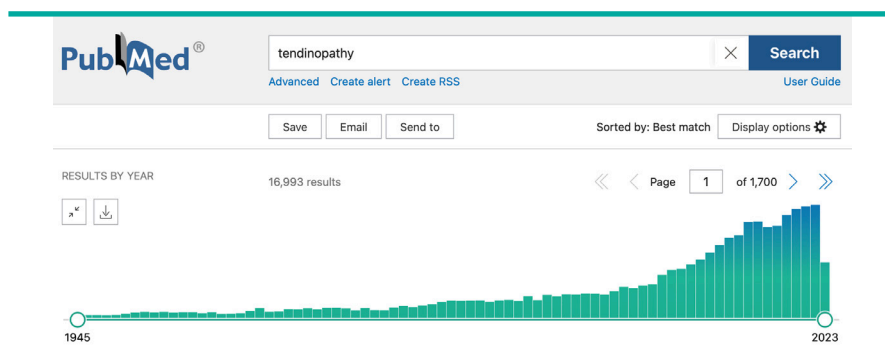 PubMed®
tendinopathy
Search
Advanced Create alert Create RSS
User Guide
Save Email Send to
Sorted by: Best match Display options
RESULTS BY YEAR
16,993 results
Page 1 of 1,700
1945 2023